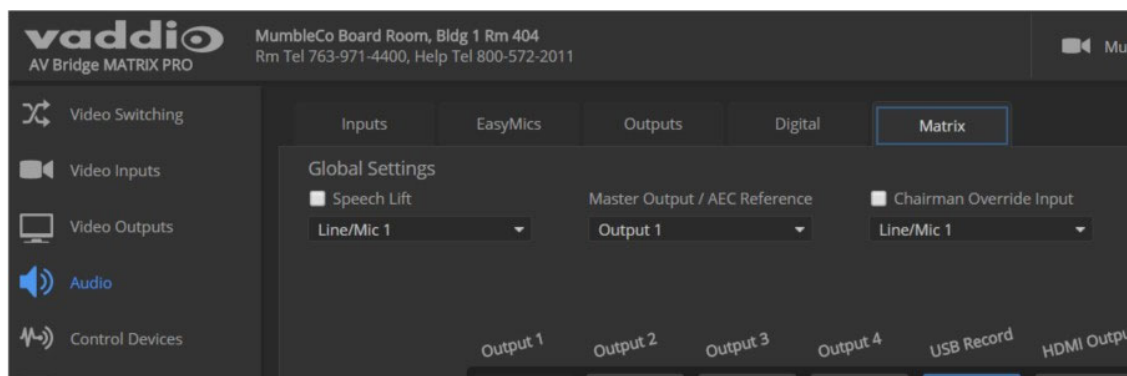 vaddio
AV Bridge MATRIX PRO
MumbleCo Board Room, Bldg 1 Rm 404
Rm Tel 763-971-4400, Help Tel 800-572-2011
Mu
Video Switching
Video Inputs
Video Outputs
Audio
Control Devices
Inputs EasyMics Outputs Digital Matrix
Global Settings
Speech Lift Master Output / AEC Reference Chairman Override Input
Line/Mic 1 Output 1 Line/Mic 1
Output 1 Output 2 Output 3 Output 4 USB Record HDMI Outpu